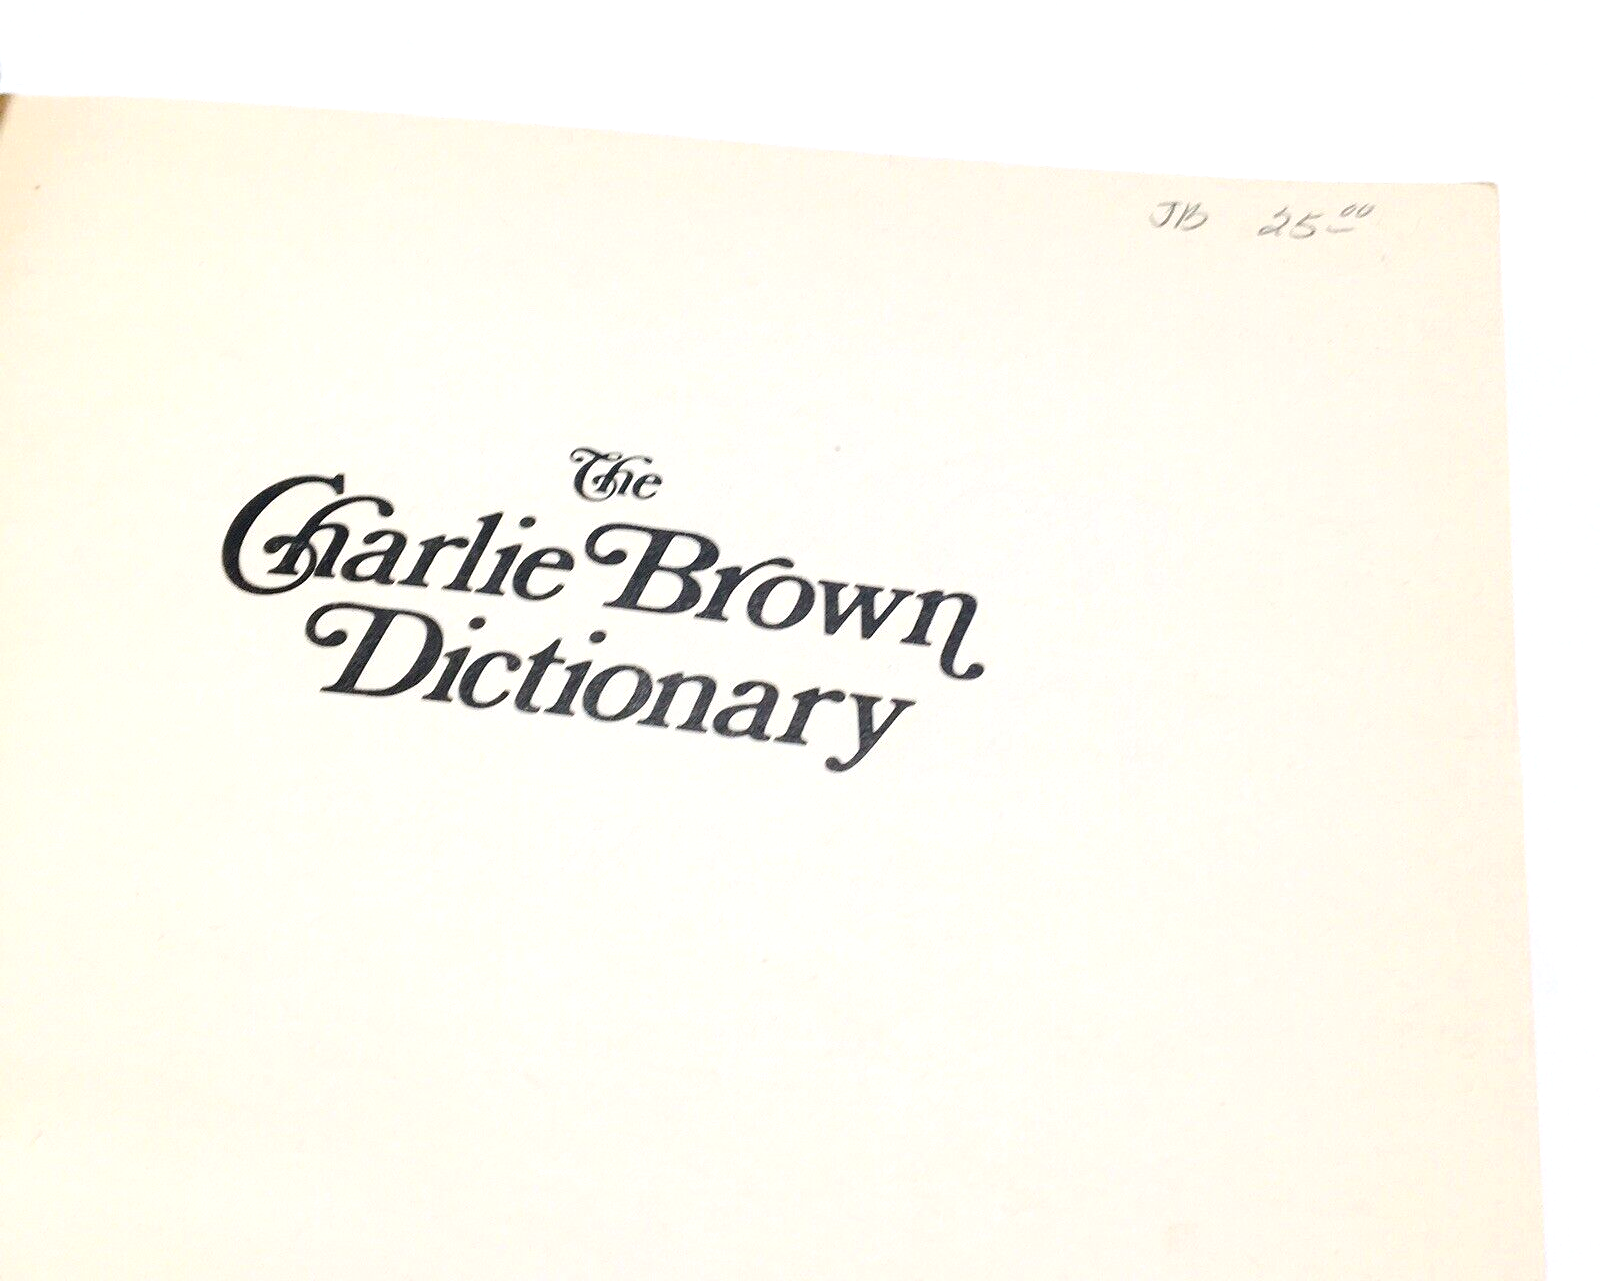 JB 25.00
The
Charlie Brown
Dictionary